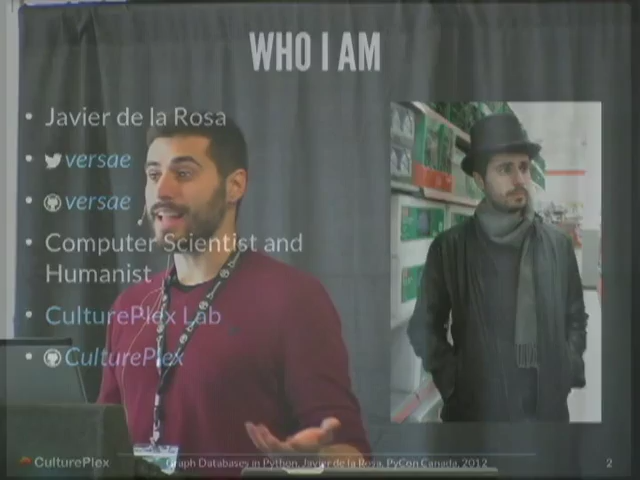 WHO I AM
Javier de la Rosa
versae
versae
Computer Scientist and
Humanist
CulturePlex Lab
CulturePlex
CulturePlex
Graph Databases in Python, Javier de la Rosa, PyCon Canada, 2012
2